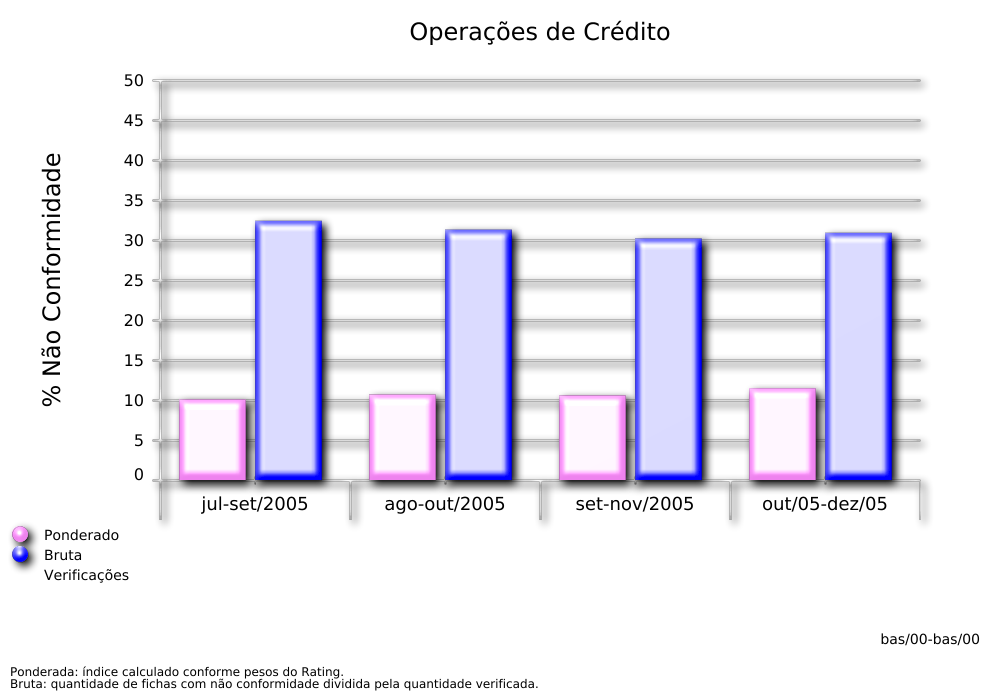 Operações de Crédito
% Não Conformidade
50
45
40
35
30
25
20
15
10
5
0
jul-set/2005 ago-out/2005 set-nov/2005 out/05-dez/05
Ponderado
Bruta
Verificações
bas/00-bas/00
Ponderada: índice calculado conforme pesos do Rating.
Bruta: quantidade de fichas com não conformidade dividida pela quantidade verificada.